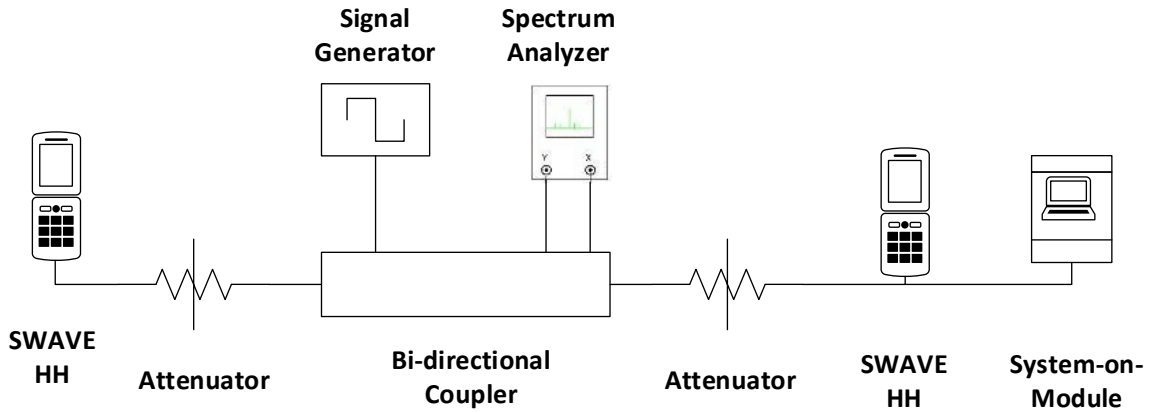 Signal
Generator
Spectrum
Analyzer
Y X
SWAVE
HH
Attenuator
Bi-directional
Coupler
Attenuator
SWAVE
HH
System-on-
Module